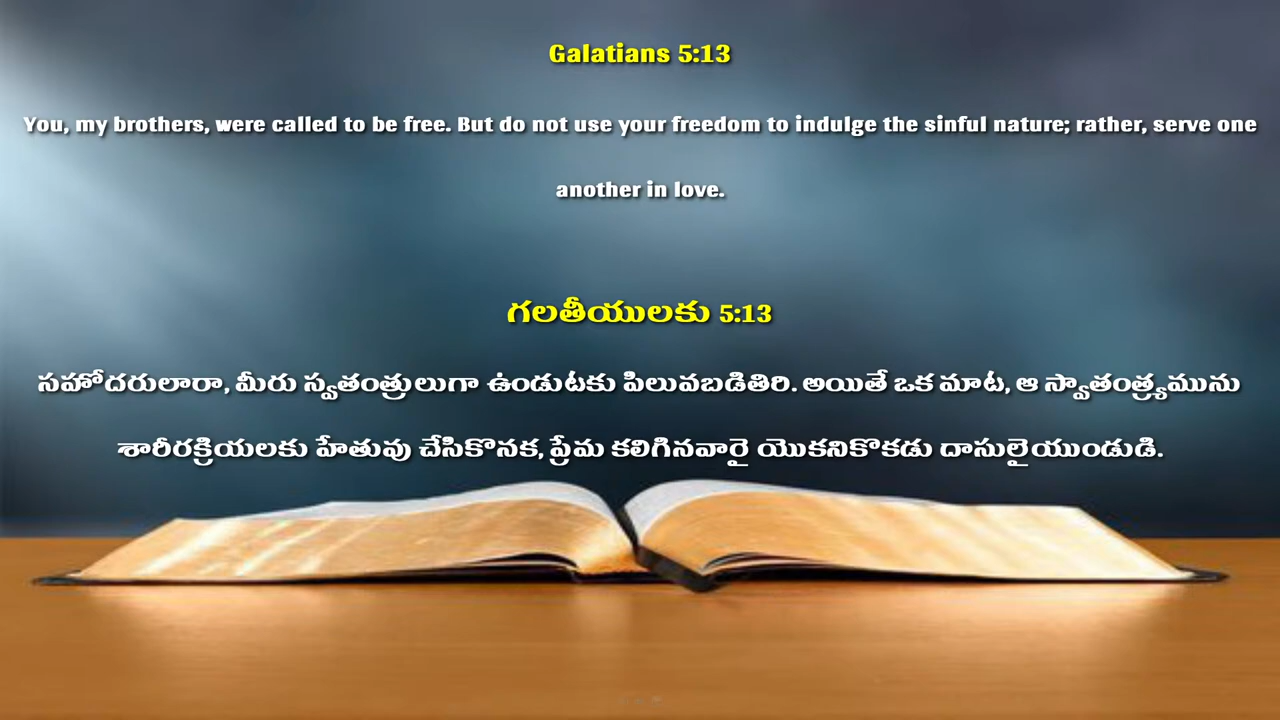 Galatians 5:13
You, my brothers, were called to be free. But do not use your freedom to indulge the sinful nature; rather, serve one
another in love.
గలతీయులకు 5:13
సహోదరులారా, మీరు స్వతంత్రులుగా ఉండుటకు పిలువబడితిరి. అయితే ఒక మాట, ఆ స్వాతంత్ర్యమును
శారీరక్రియలకు హేతువు చేసికొనక, ప్రేమ కలిగినవారై యొకనికొకడు దాసులైయుండుడి.